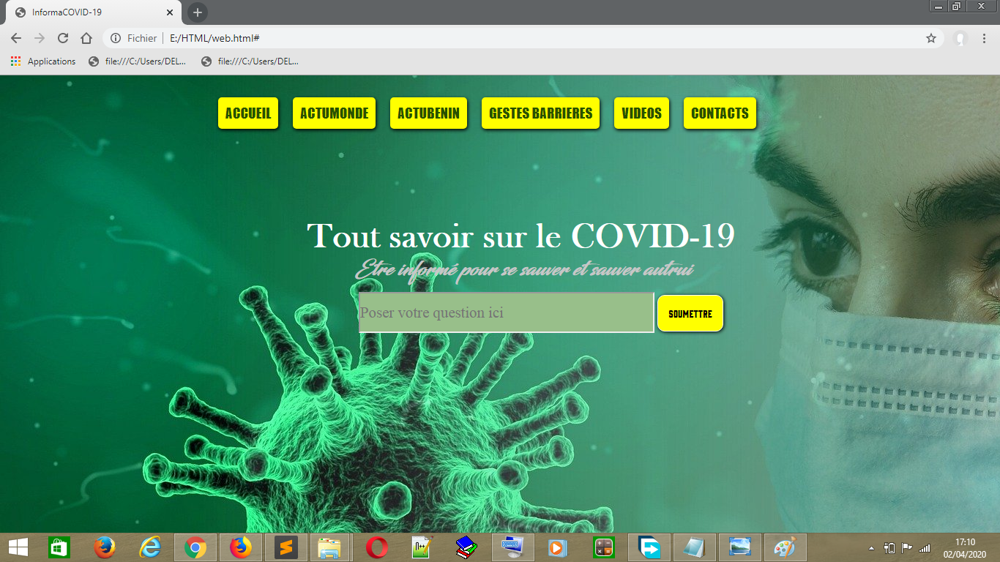 InformaCOVID-19
Fichier E:/HTML/web.html#
Applications file:///C:/Users/DEL... file:///C:/Users/DEL...
ACCUEIL ACTUMONDE ACTUBENIN GESTES BARRIERES VIDEOS CONTACTS
Tout savoir sur le COVID-19
Etre informé pour se sauver et sauver autrui
Poser votre question ici SOUMETTRE
17:10
02/04/2020